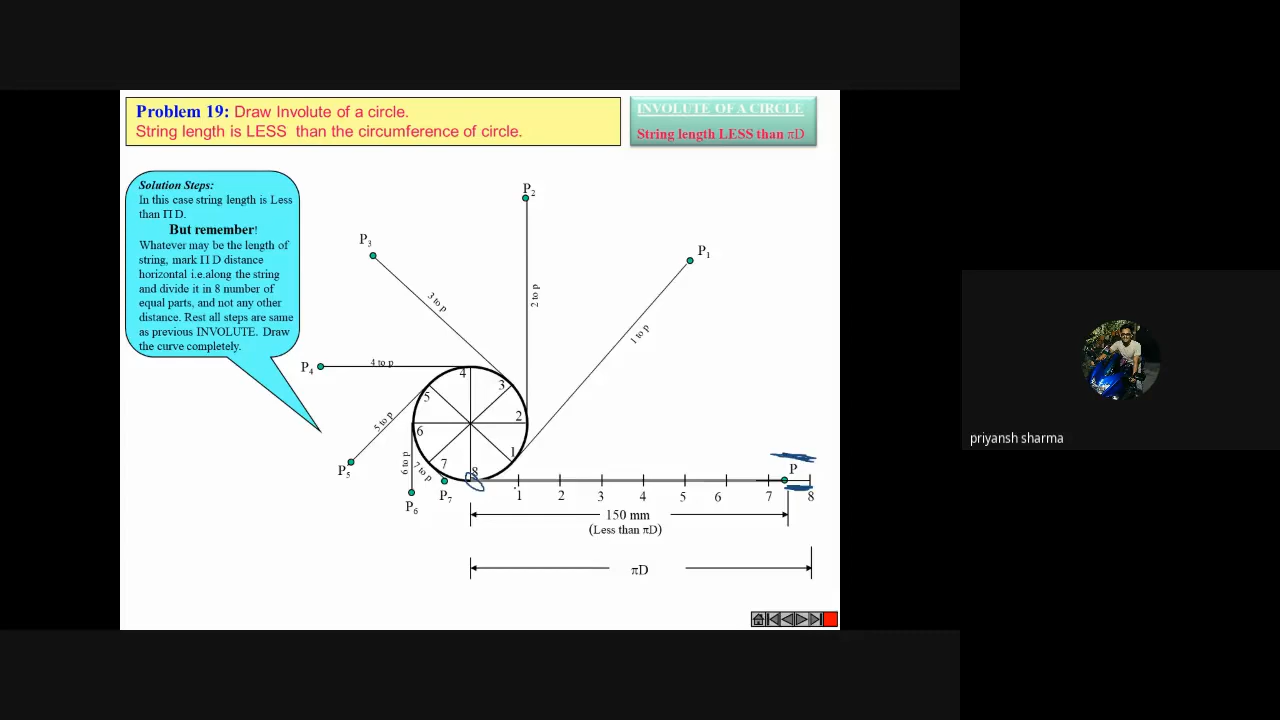 Problem 19: Draw Involute of a circle.
String length is LESS than the circumference of circle.
INVOLUTE OF A CIRCLE
String length LESS than πD
Solution Steps:
In this case string length is Less
than Π D.
But remember!
Whatever may be the length of
string, mark Π D distance
horizontal i.e.along the string
and divide it in 8 number of
equal parts, and not any other
distance. Rest all steps are same
as previous INVOLUTE. Draw
the curve completely.
P2
P3
P1
2 to p
3 to p
1 to p
P4
4 to p
4
3
5
2
5 to p
6
1
6 to p
7 to p
7
8
P5
P6
P7
P
1 2 3 4 5 6 7 8
150 mm
(Less than πD)
πD
priyansh sharma